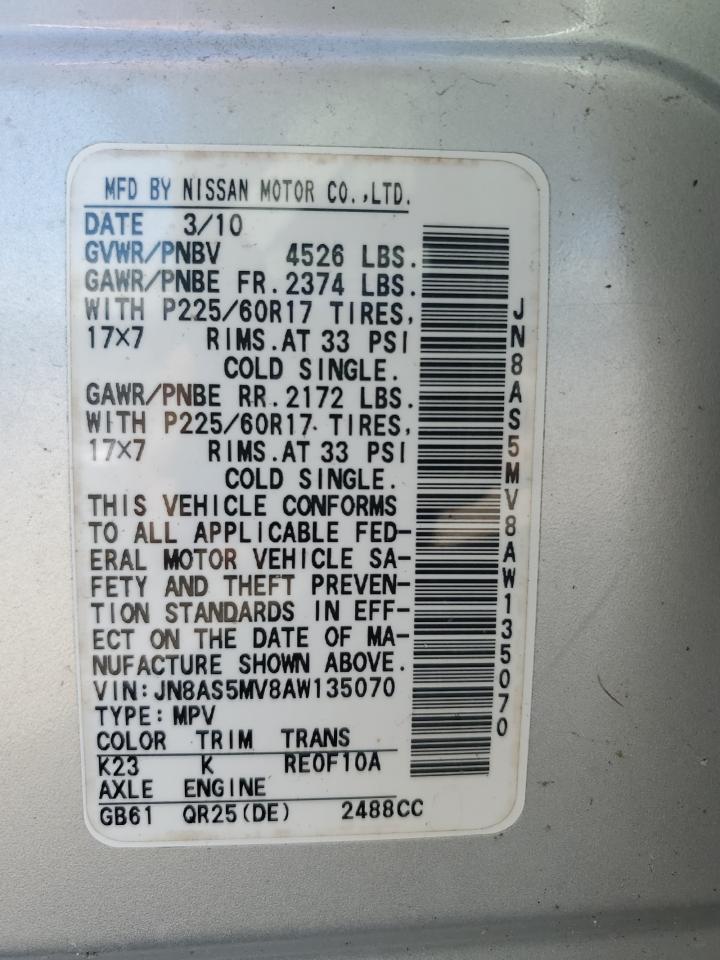 MFD BY NISSAN MOTOR CO.,LTD.
DATE 3/10
GVWR/PNBV 4526 LBS.
GAWR/PNBE FR.2374 LBS.
WITH P225/60R17 TIRES,
17×7 RIMS.AT 33 PSI
COLD SINGLE.
GAWR/PNBE RR.2172 LBS.
WITH P225/60R17 TIRES,
17×7 RIMS.AT 33 PSI
COLD SINGLE.
THIS VEHICLE CONFORMS
TO ALL APPLICABLE FED-
ERAL MOTOR VEHICLE SA-
FETY AND THEFT PREVEN-
TION STANDARDS IN EFF-
ECT ON THE DATE OF MA-
NUFACTURE SHOWN ABOVE.
VIN:JN8AS5MV8AW135070
TYPE:MPV
COLOR TRIM TRANS
K23 K RE0F10A
AXLE ENGINE
GB61 QR25(DE) 2488CC
JN8AS5MV8AW135070